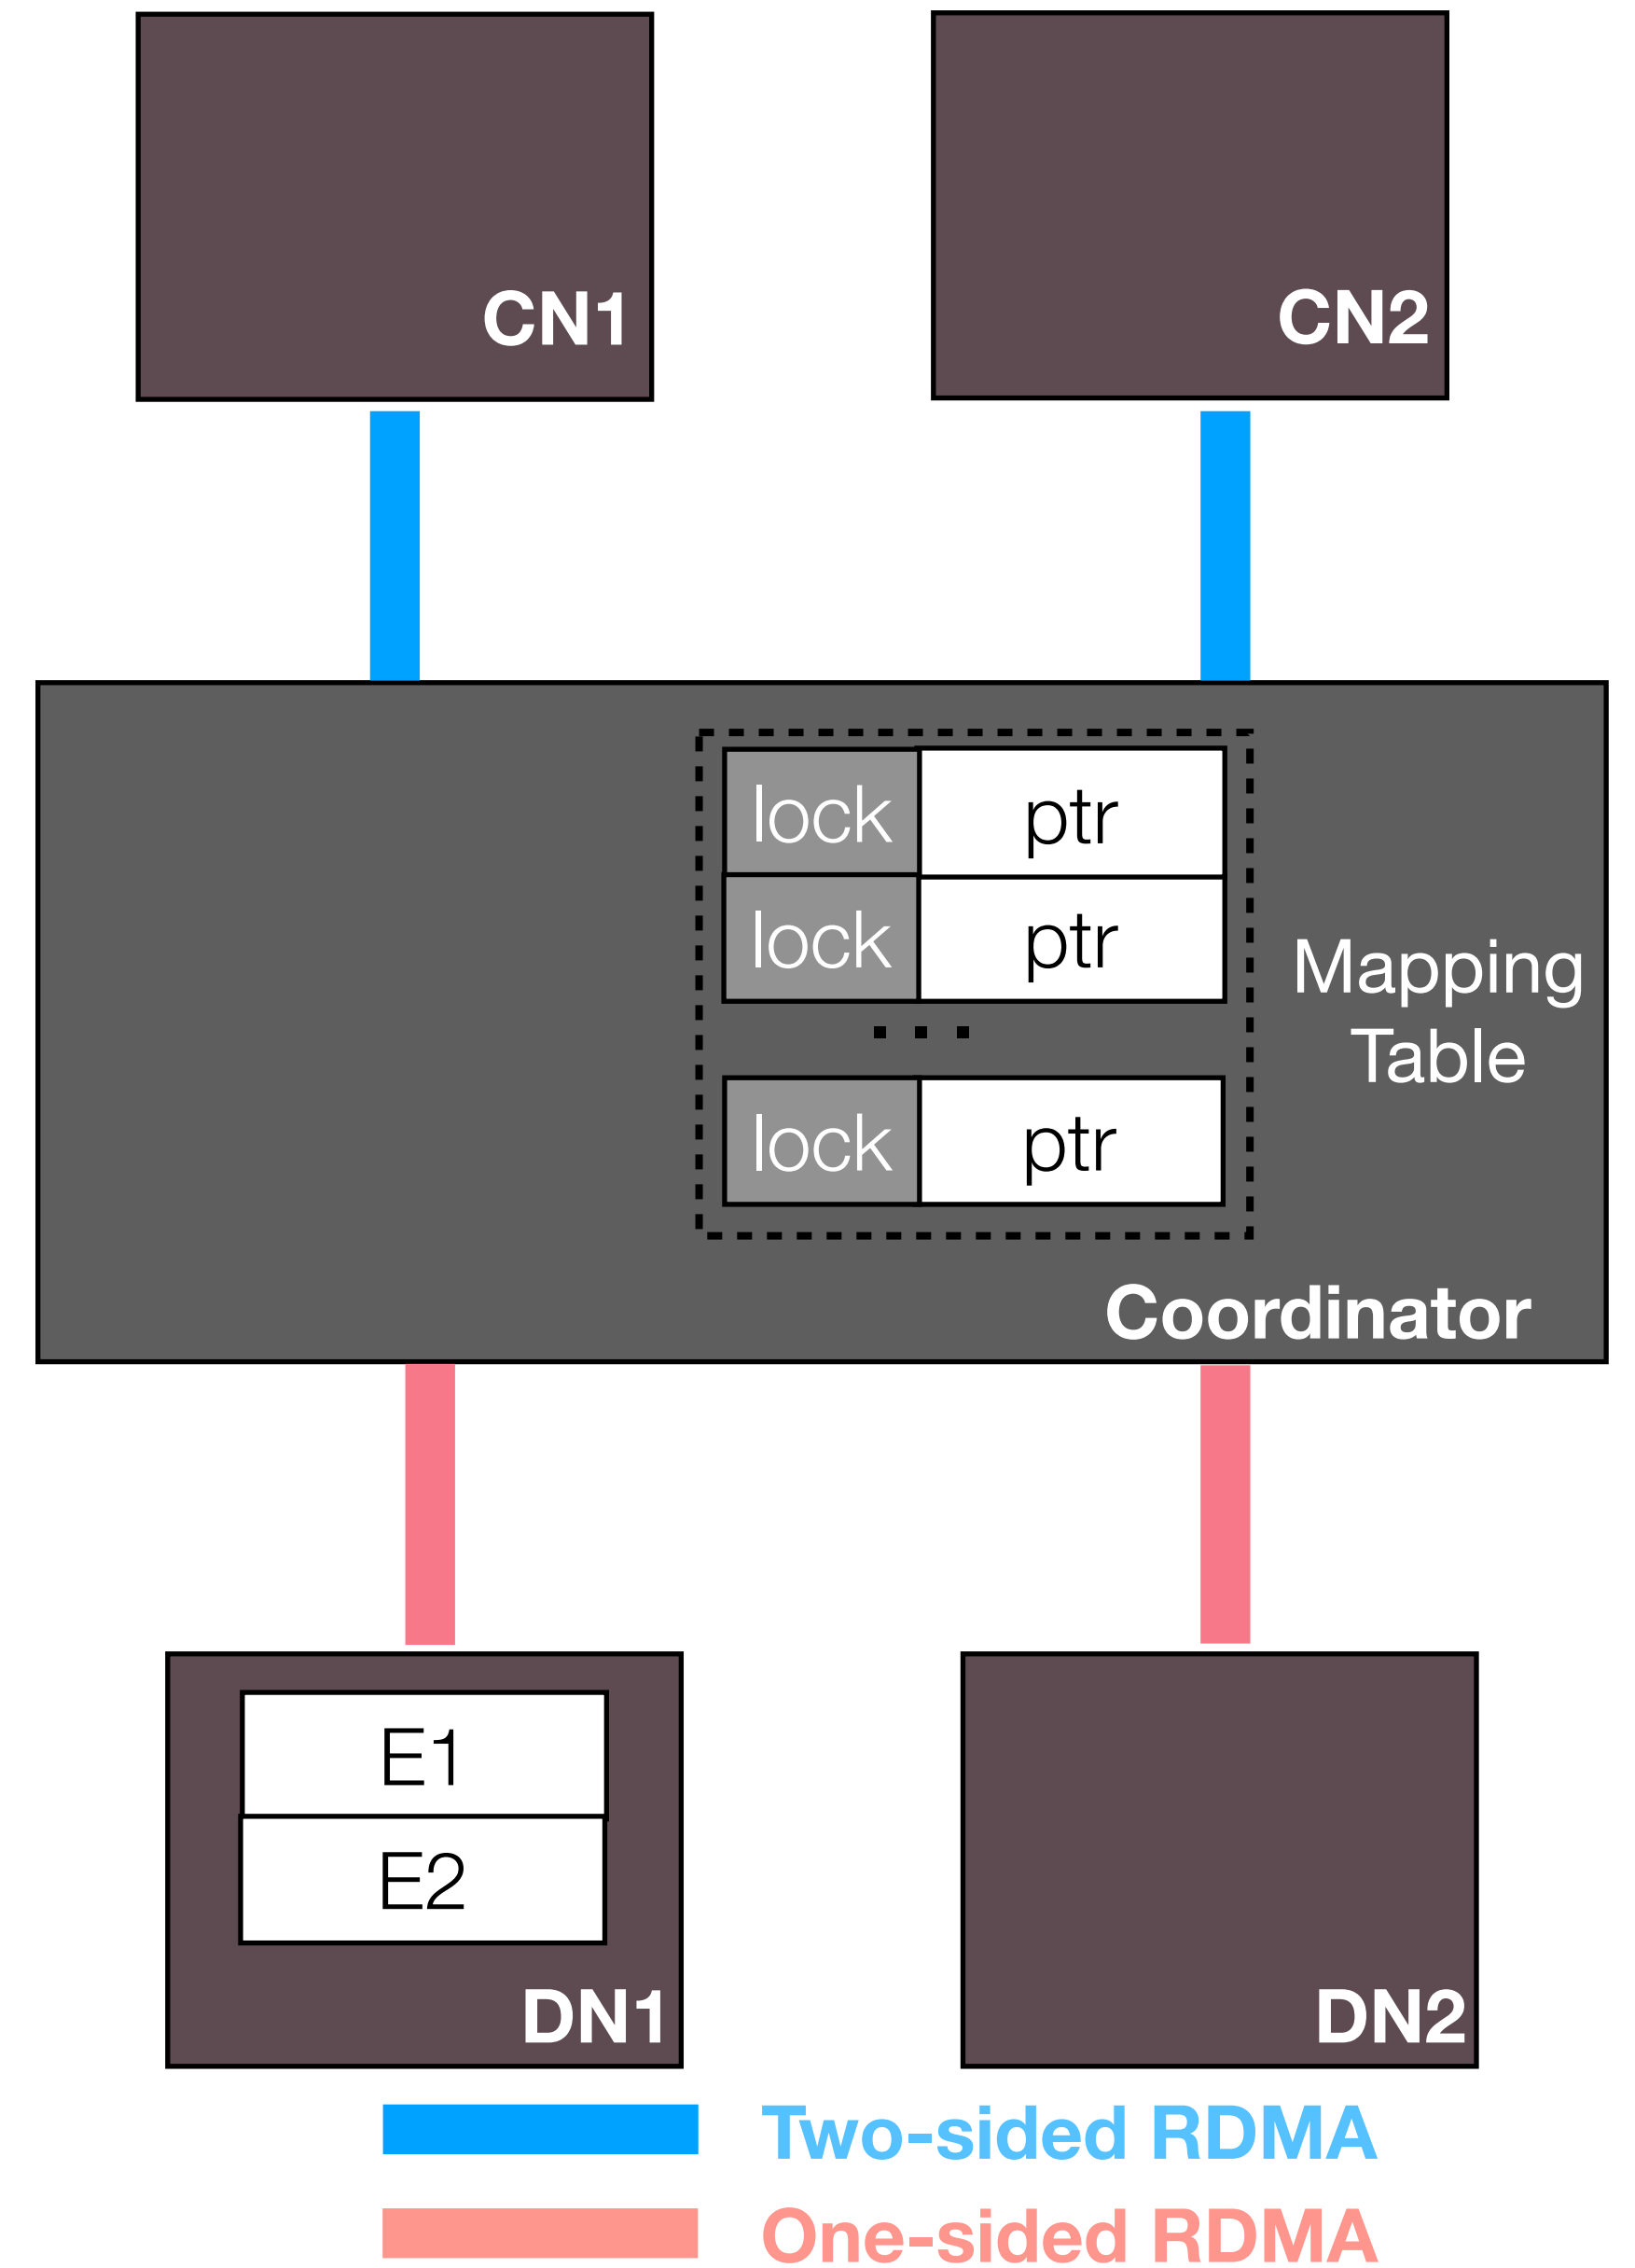 CN1
CN2
lock ptr
lock ptr
...
lock ptr
Mapping
Table
Coordinator
E1
E2
DN1
DN2
Two-sided RDMA
One-sided RDMA